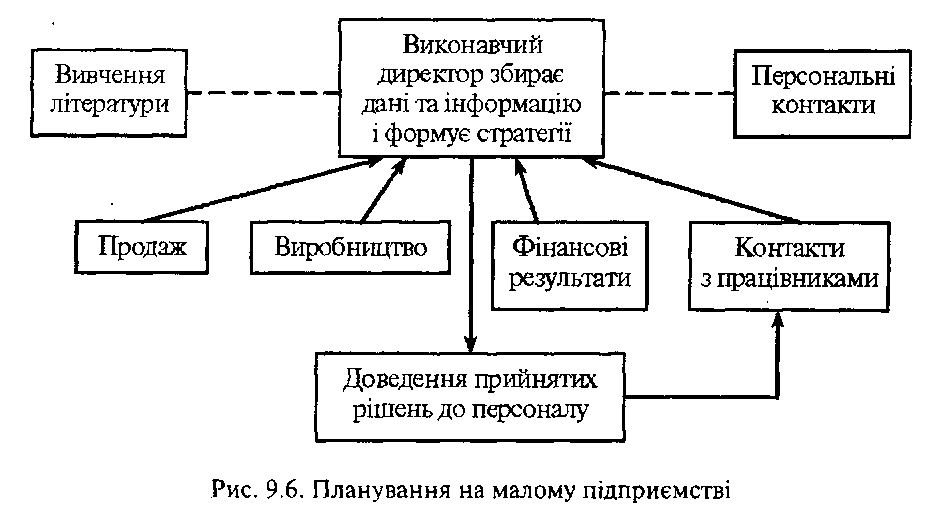 Виконавчий
директор збирає
дані та інформацію
і формує стратегії
Вивчення
літератури
Персональні
контакти
Продаж
Виробництво
Фінансові
результати
Контакти
з працівниками
Доведення прийнятих
рішень до персоналу
Рис. 9.6. Планування на малому підприємстві